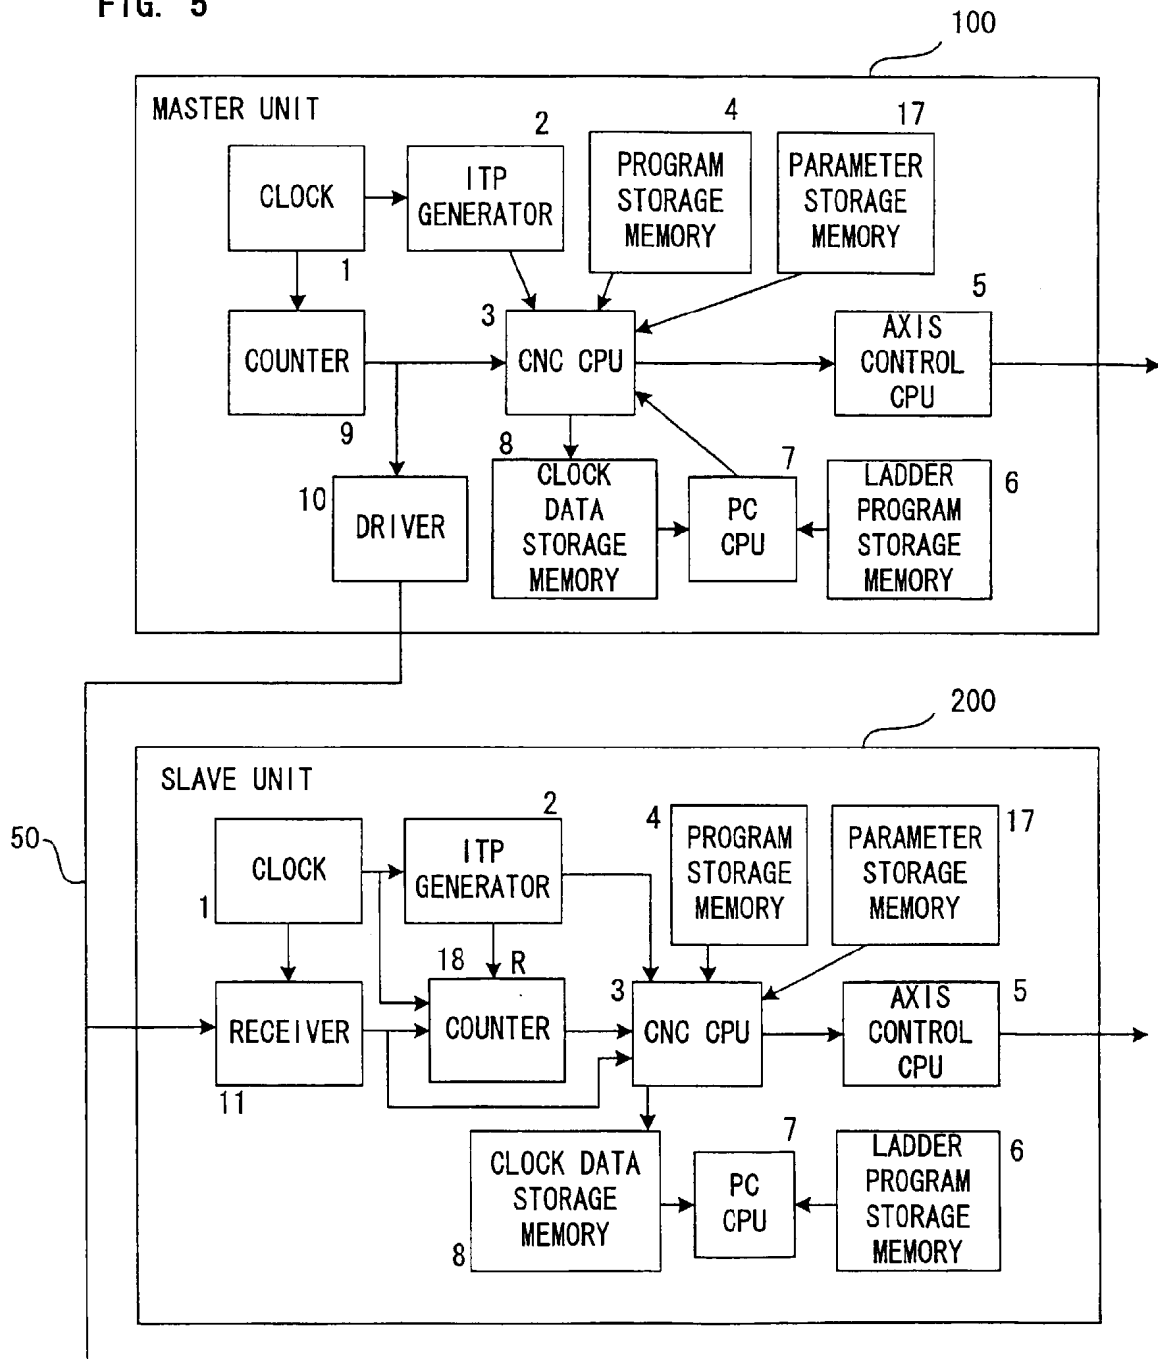 FIG. 5
100
MASTER UNIT
CLOCK
1
2
ITP
GENERATOR
4
PROGRAM
STORAGE
MEMORY
17
PARAMETER
STORAGE
MEMORY
COUNTER
9
3
CNC CPU
5
AXIS
CONTROL
CPU
10
DRIVER
8
CLOCK
DATA
STORAGE
MEMORY
7
PC
CPU
6
LADDER
PROGRAM
STORAGE
MEMORY
200
SLAVE UNIT
50
CLOCK
1
2
ITP
GENERATOR
4
PROGRAM
STORAGE
MEMORY
17
PARAMETER
STORAGE
MEMORY
RECEIVER
11
18
R
COUNTER
3
CNC CPU
5
AXIS
CONTROL
CPU
CLOCK DATA
STORAGE
MEMORY
8
7
PC
CPU
6
LADDER
PROGRAM
STORAGE
MEMORY